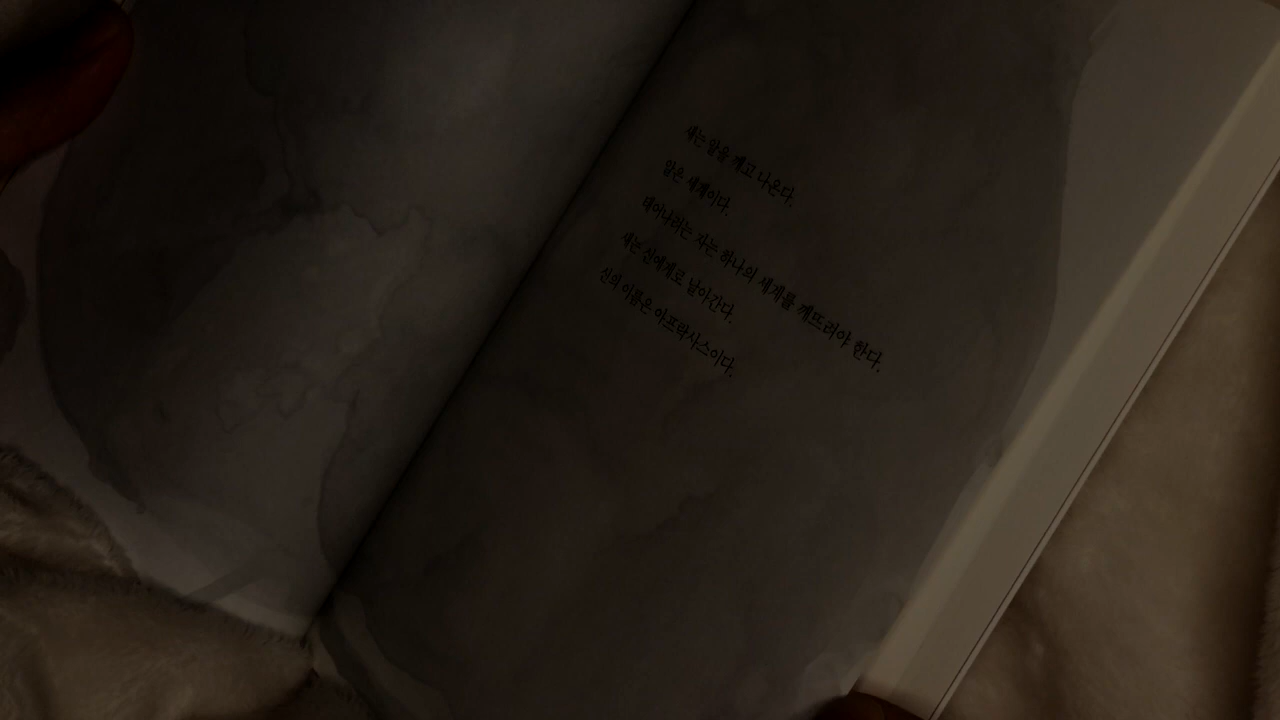 새는 알을 깨고 나온다.
알은 세계이다.
태어나려는 자는 하나의 세계를 깨뜨려야 한다.
새는 신에게로 날아간다.
신의 이름은 아프락사스이다.